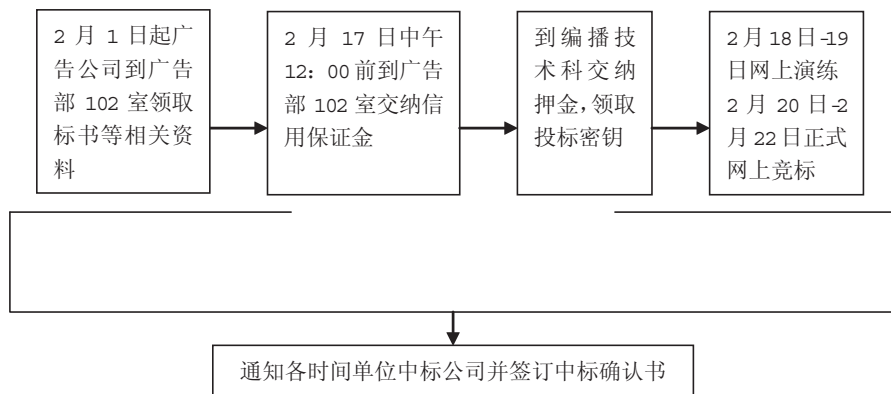 2 月 1 日起广
告公司到广告
部 102 室领取
标书等相关资
料
2 月 17 日中午
12：00 前到广告
部 102 室交纳信
用保证金
到编播技
术科交纳
押金，领取
投标密钥
2月18日-19
日网上演练
2 月 20 日-2
月 22 日正式
网上竞标
通知各时间单位中标公司并签订中标确认书